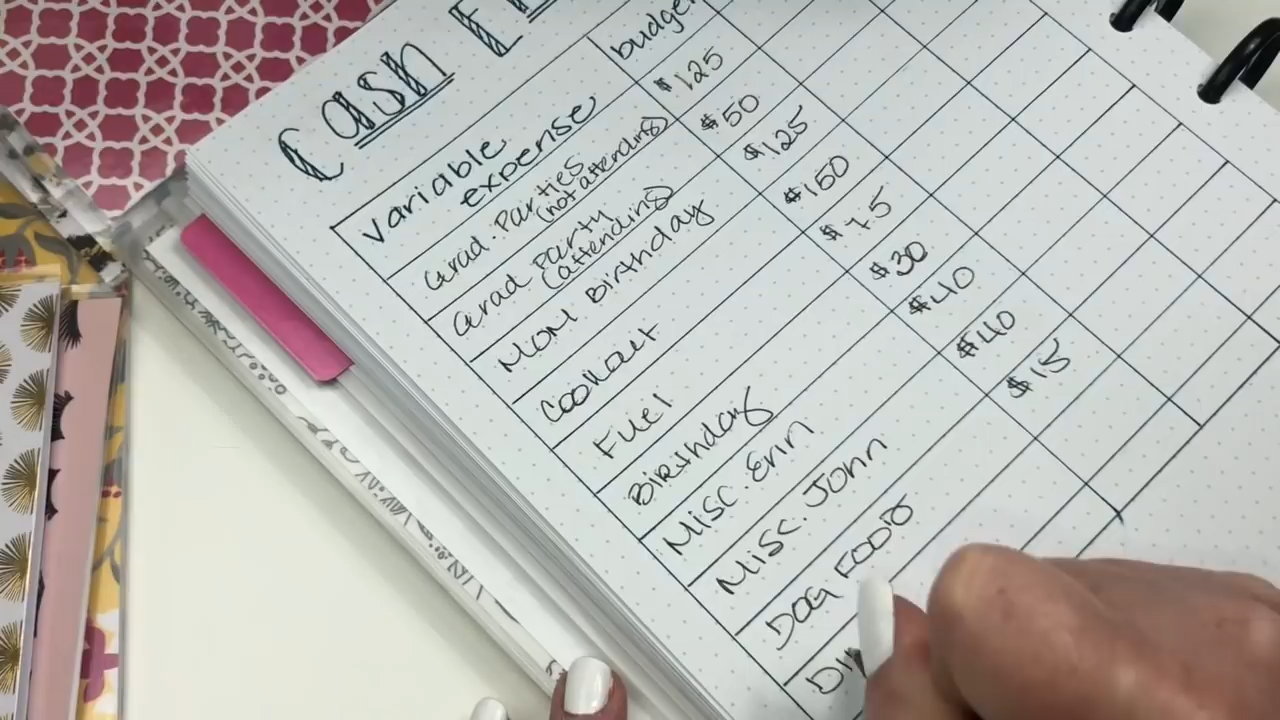 CASH
variable
expense
budget
Grad. Parties
(not attending)
$125
Grad Party
(attending)
$50
Mom Birthday
$125
Cookout
$150
Fuel
$75
Birthday
$30
Misc. Erin
$40
Misc. John
$40
Dog Food
$15